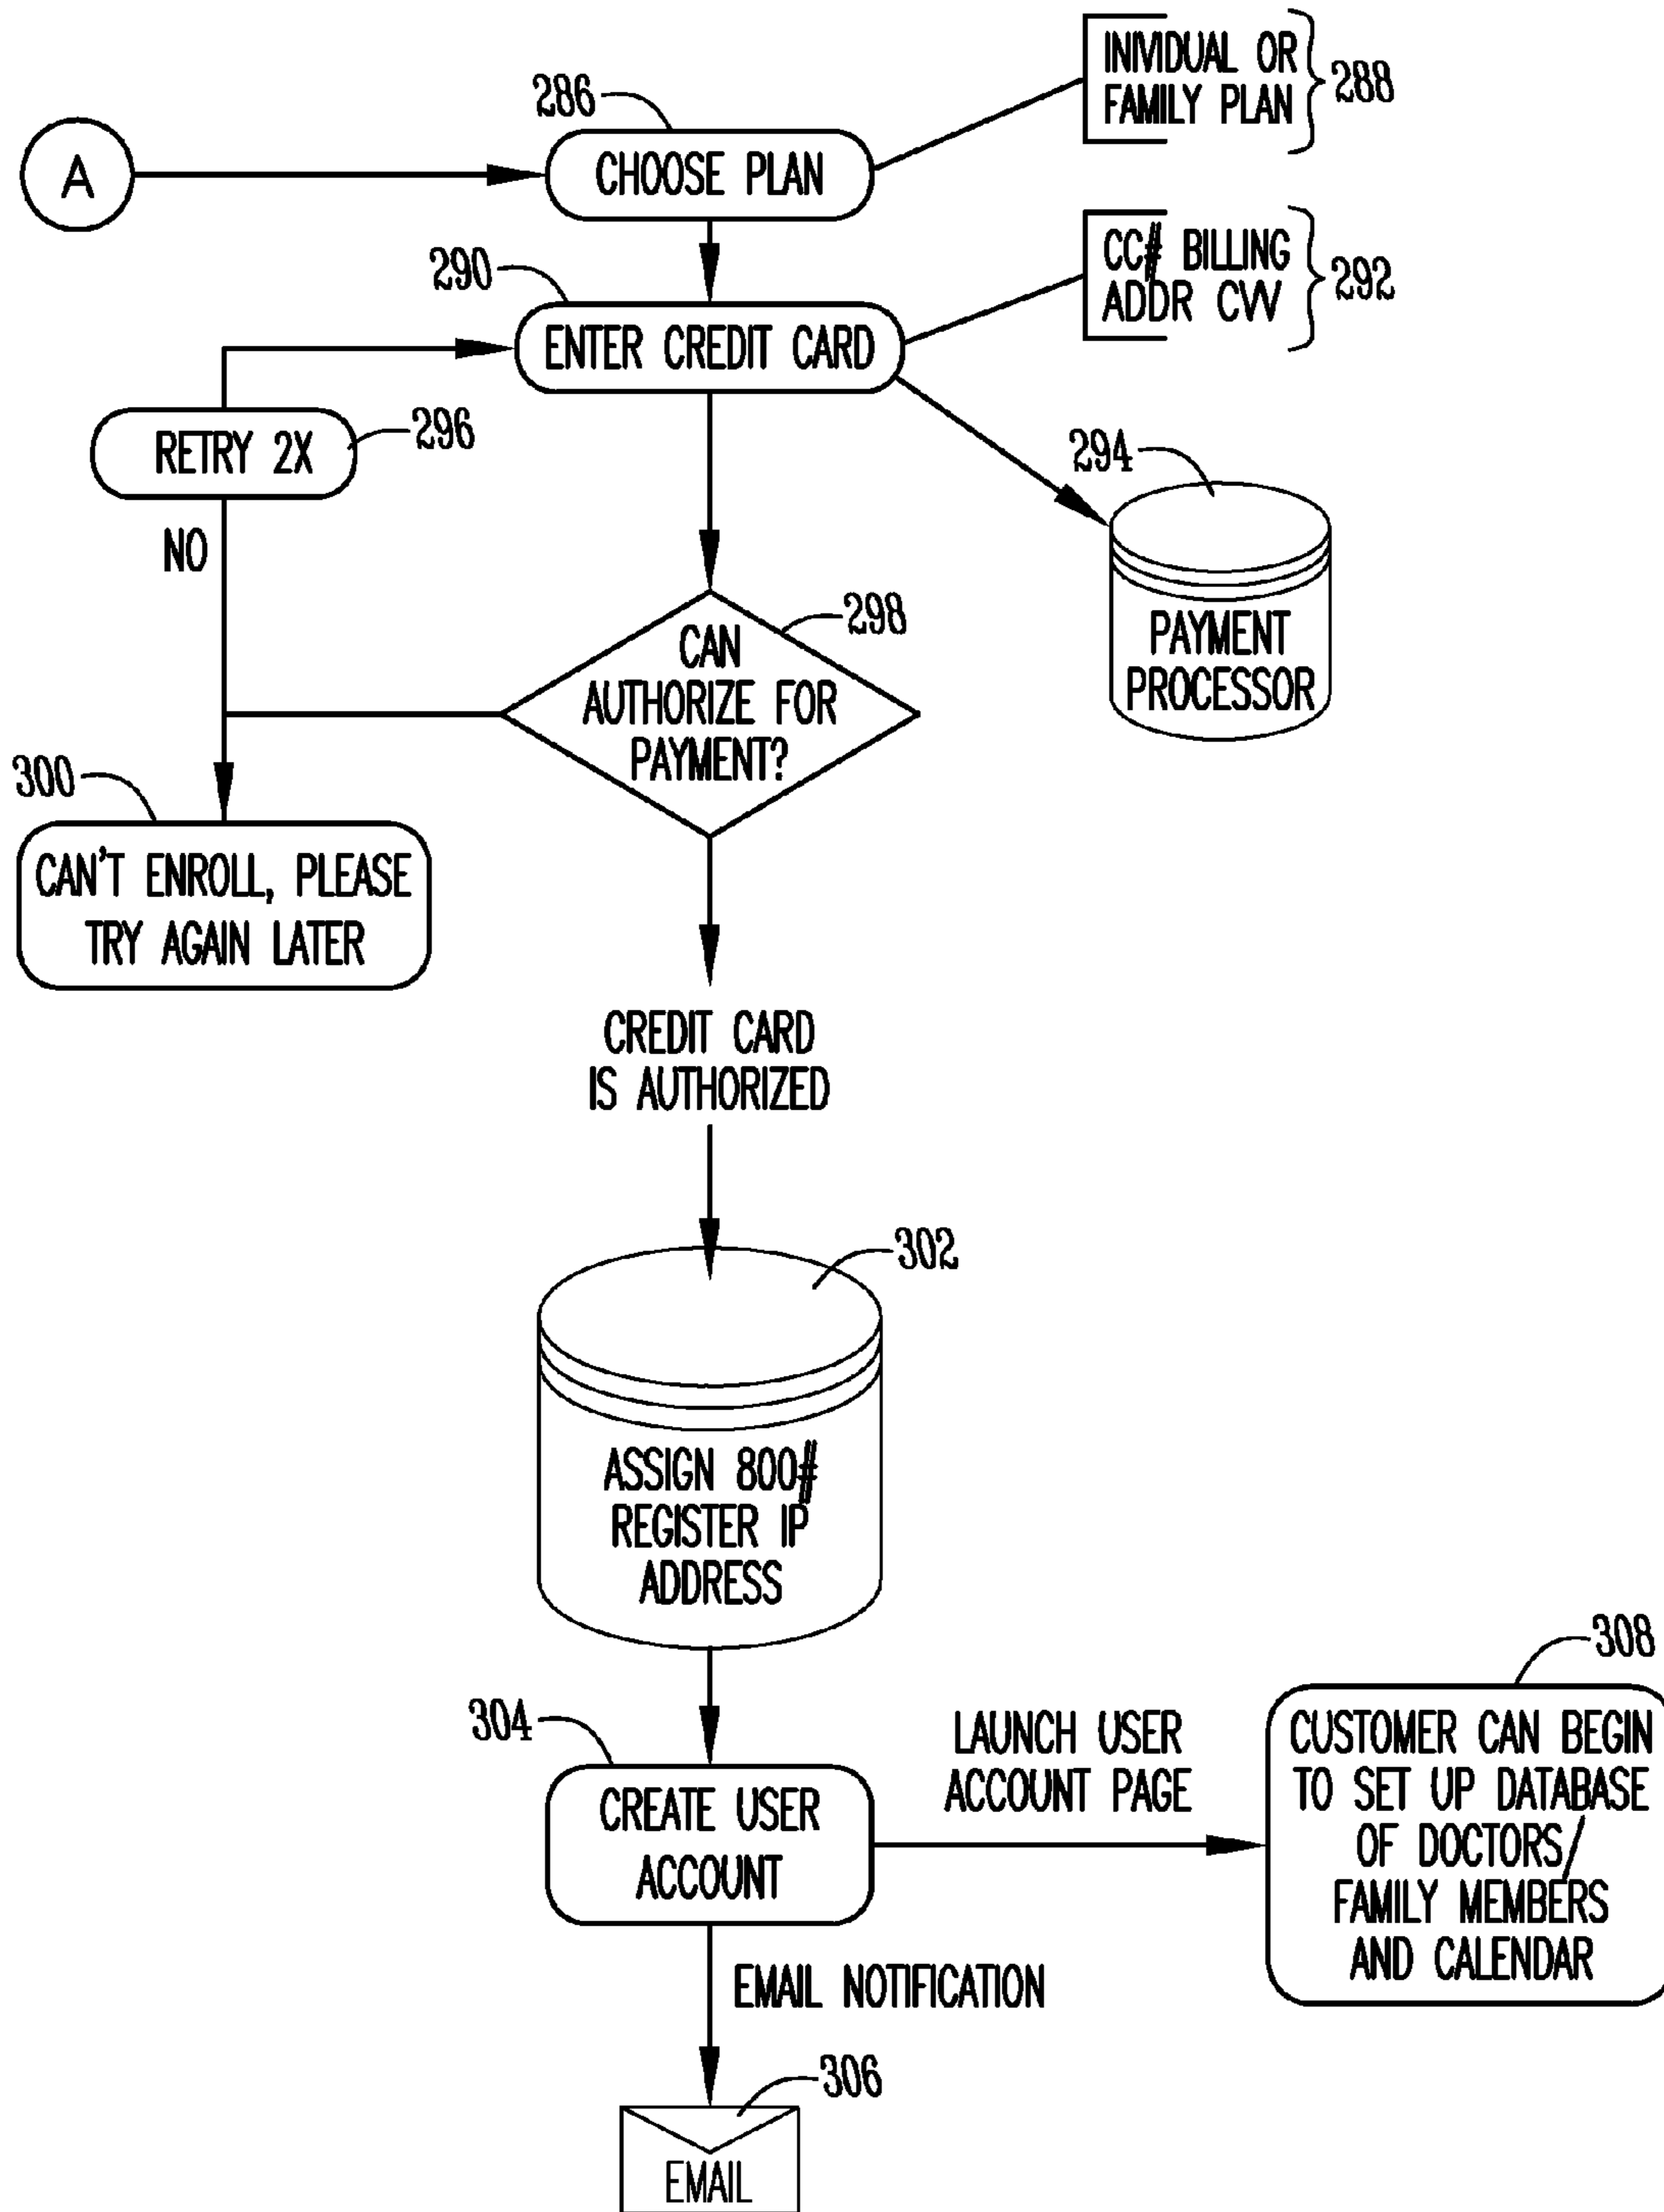 A
286
CHOOSE PLAN
INIVIDUAL OR
FAMILY PLAN
288
290
ENTER CREDIT CARD
CC# BILLING
ADDR CVV
292
RETRY 2X
296
NO
294
PAYMENT
PROCESSOR
298
CAN
AUTHORIZE FOR
PAYMENT?
300
CAN'T ENROLL, PLEASE
TRY AGAIN LATER
CREDIT CARD
IS AUTHORIZED
302
ASSIGN 800#
REGISTER IP
ADDRESS
304
CREATE USER
ACCOUNT
LAUNCH USER
ACCOUNT PAGE
308
CUSTOMER CAN BEGIN
TO SET UP DATABASE
OF DOCTORS/
FAMILY MEMBERS
AND CALENDAR
EMAIL NOTIFICATION
306
EMAIL